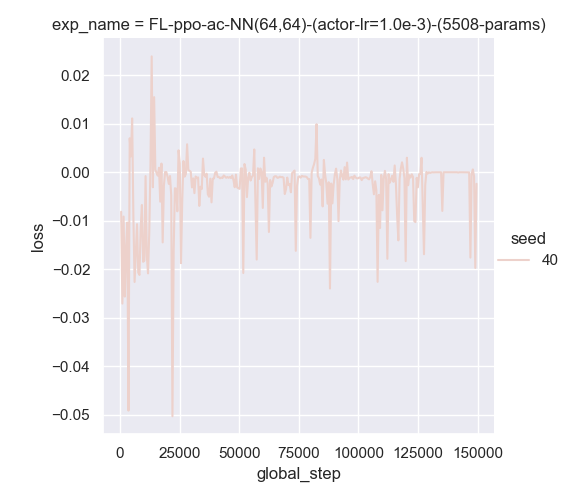 exp_name = FL-ppo-ac-NN(64,64)-(actor-lr=1.0e-3)-(5508-params)
0.02
0.01
0.00
−0.01
−0.02
−0.03
−0.04
−0.05
loss
0 25000 50000 75000 100000 125000 150000
global_step
seed
40